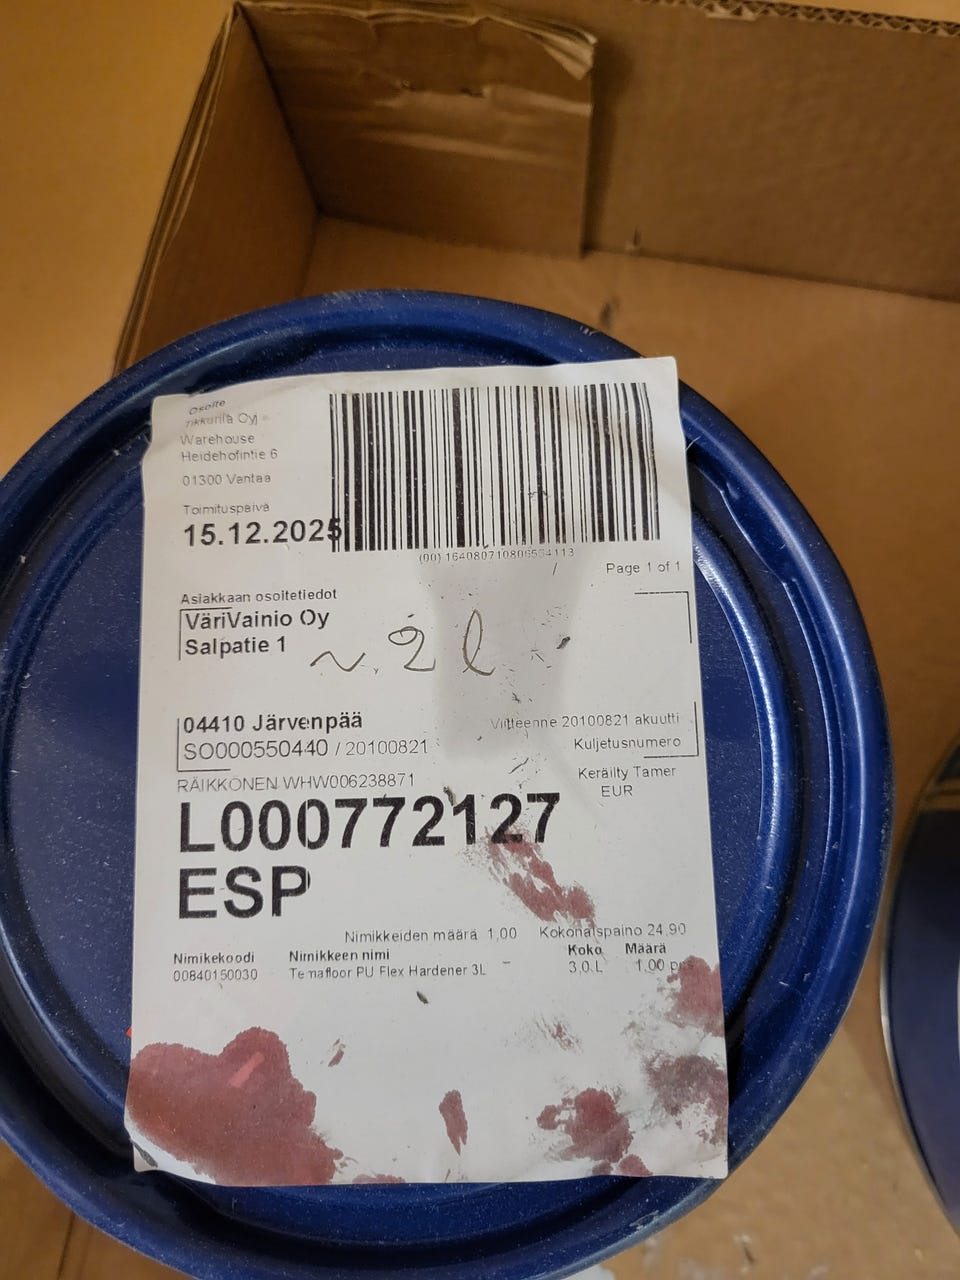 Osoite
Tikkurila Oyj
Warehouse
Heidehofintie 6
01300 Vantaa
Toimituspäivä
15.12.2025
Page 1 of 1
Asiakkaan osoitetiedot
VäriVainio Oy
Salpatie 1
n. 2 l
04410 Järvenpää
Viitteenne 20100821 akuutti
SO000550440 / 20100821
Kuljetusnumero
RÄIKKÖNEN WHW006238871
Keräilty Tamer
EUR
L000772127
ESP
Nimikkeiden määrä 1,00 Kokonaispaino 24,90
Nimikekoodi Nimikkeen nimi Koko Määrä
00840150030 Temafloor PU Flex Hardener 3L 3,0 L 1,00